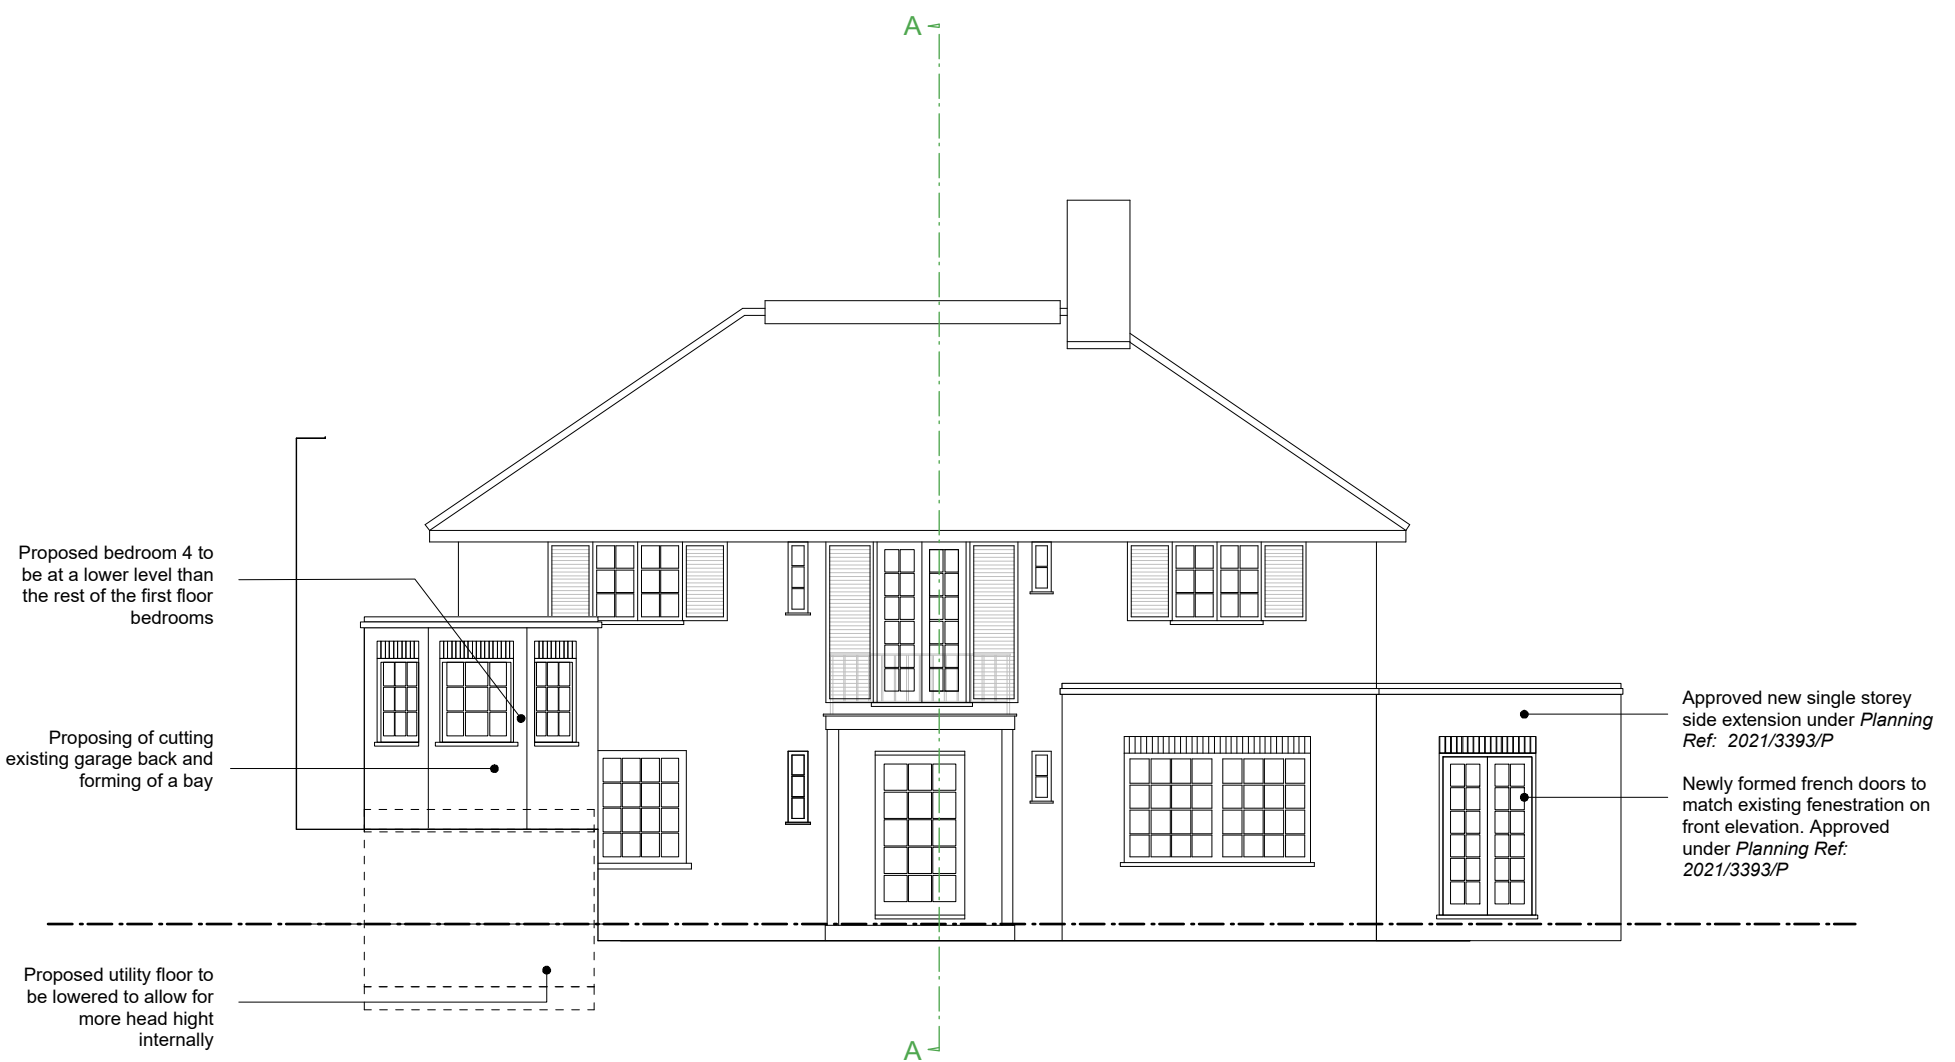 A
Proposed bedroom 4 to
be at a lower level than
the rest of the first floor
bedrooms
Proposing of cutting
existing garage back and
forming of a bay
Proposed utility floor to
be lowered to allow for
more head hight
internally
Approved new single storey
side extension under Planning
Ref: 2021/3393/P
Newly formed french doors to
match existing fenestration on
front elevation. Approved
under Planning Ref:
2021/3393/P
A